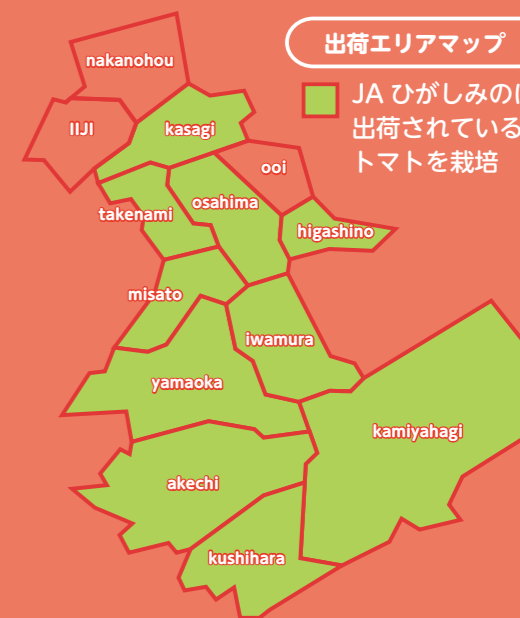 出荷エリアマップ
JA ひがしみの
出荷されている
トマトを栽培
nakanohou
IIJI
kasagi
ooi
osahima
takenami
higashino
misato
iwamura
yamaoka
kamiyahagi
akechi
kushihara